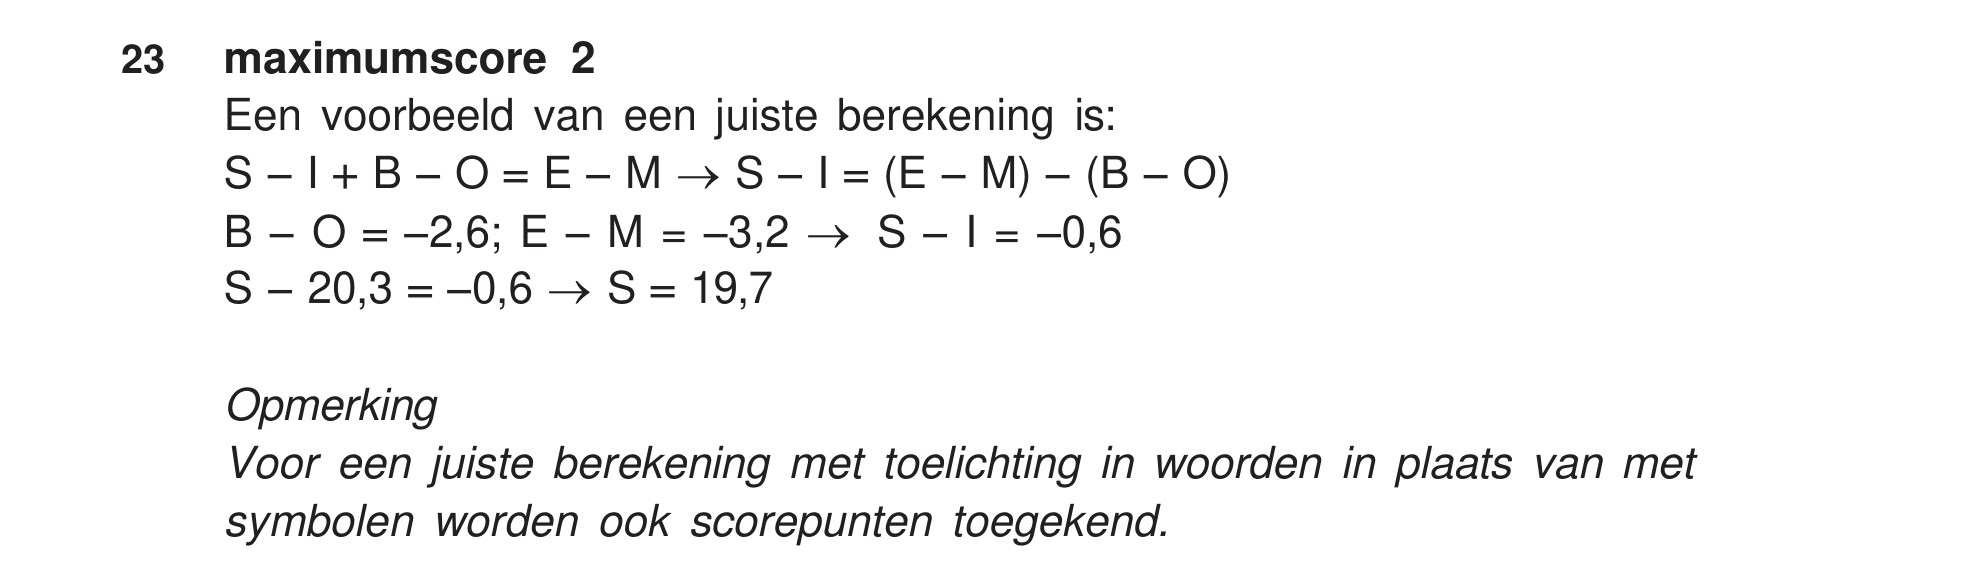 23 maximumscore 2
Een voorbeeld van een juiste berekening is:
S – I + B – O = E – M → S – I = (E – M) – (B – O)
B – O = –2,6; E – M = –3,2 → S – I = –0,6
S – 20,3 = –0,6 → S = 19,7
Opmerking
Voor een juiste berekening met toelichting in woorden in plaats van met
symbolen worden ook scorepunten toegekend.